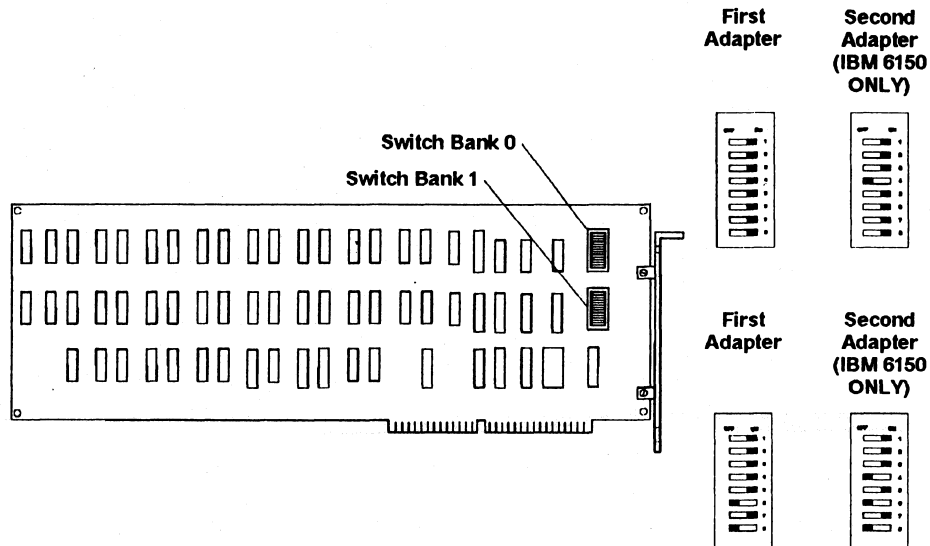 First
Adapter
Second
Adapter
(IBM 6150
ONLY)
Switch Bank 0
Switch Bank 1
First
Adapter
Second
Adapter
(IBM 6150
ONLY)